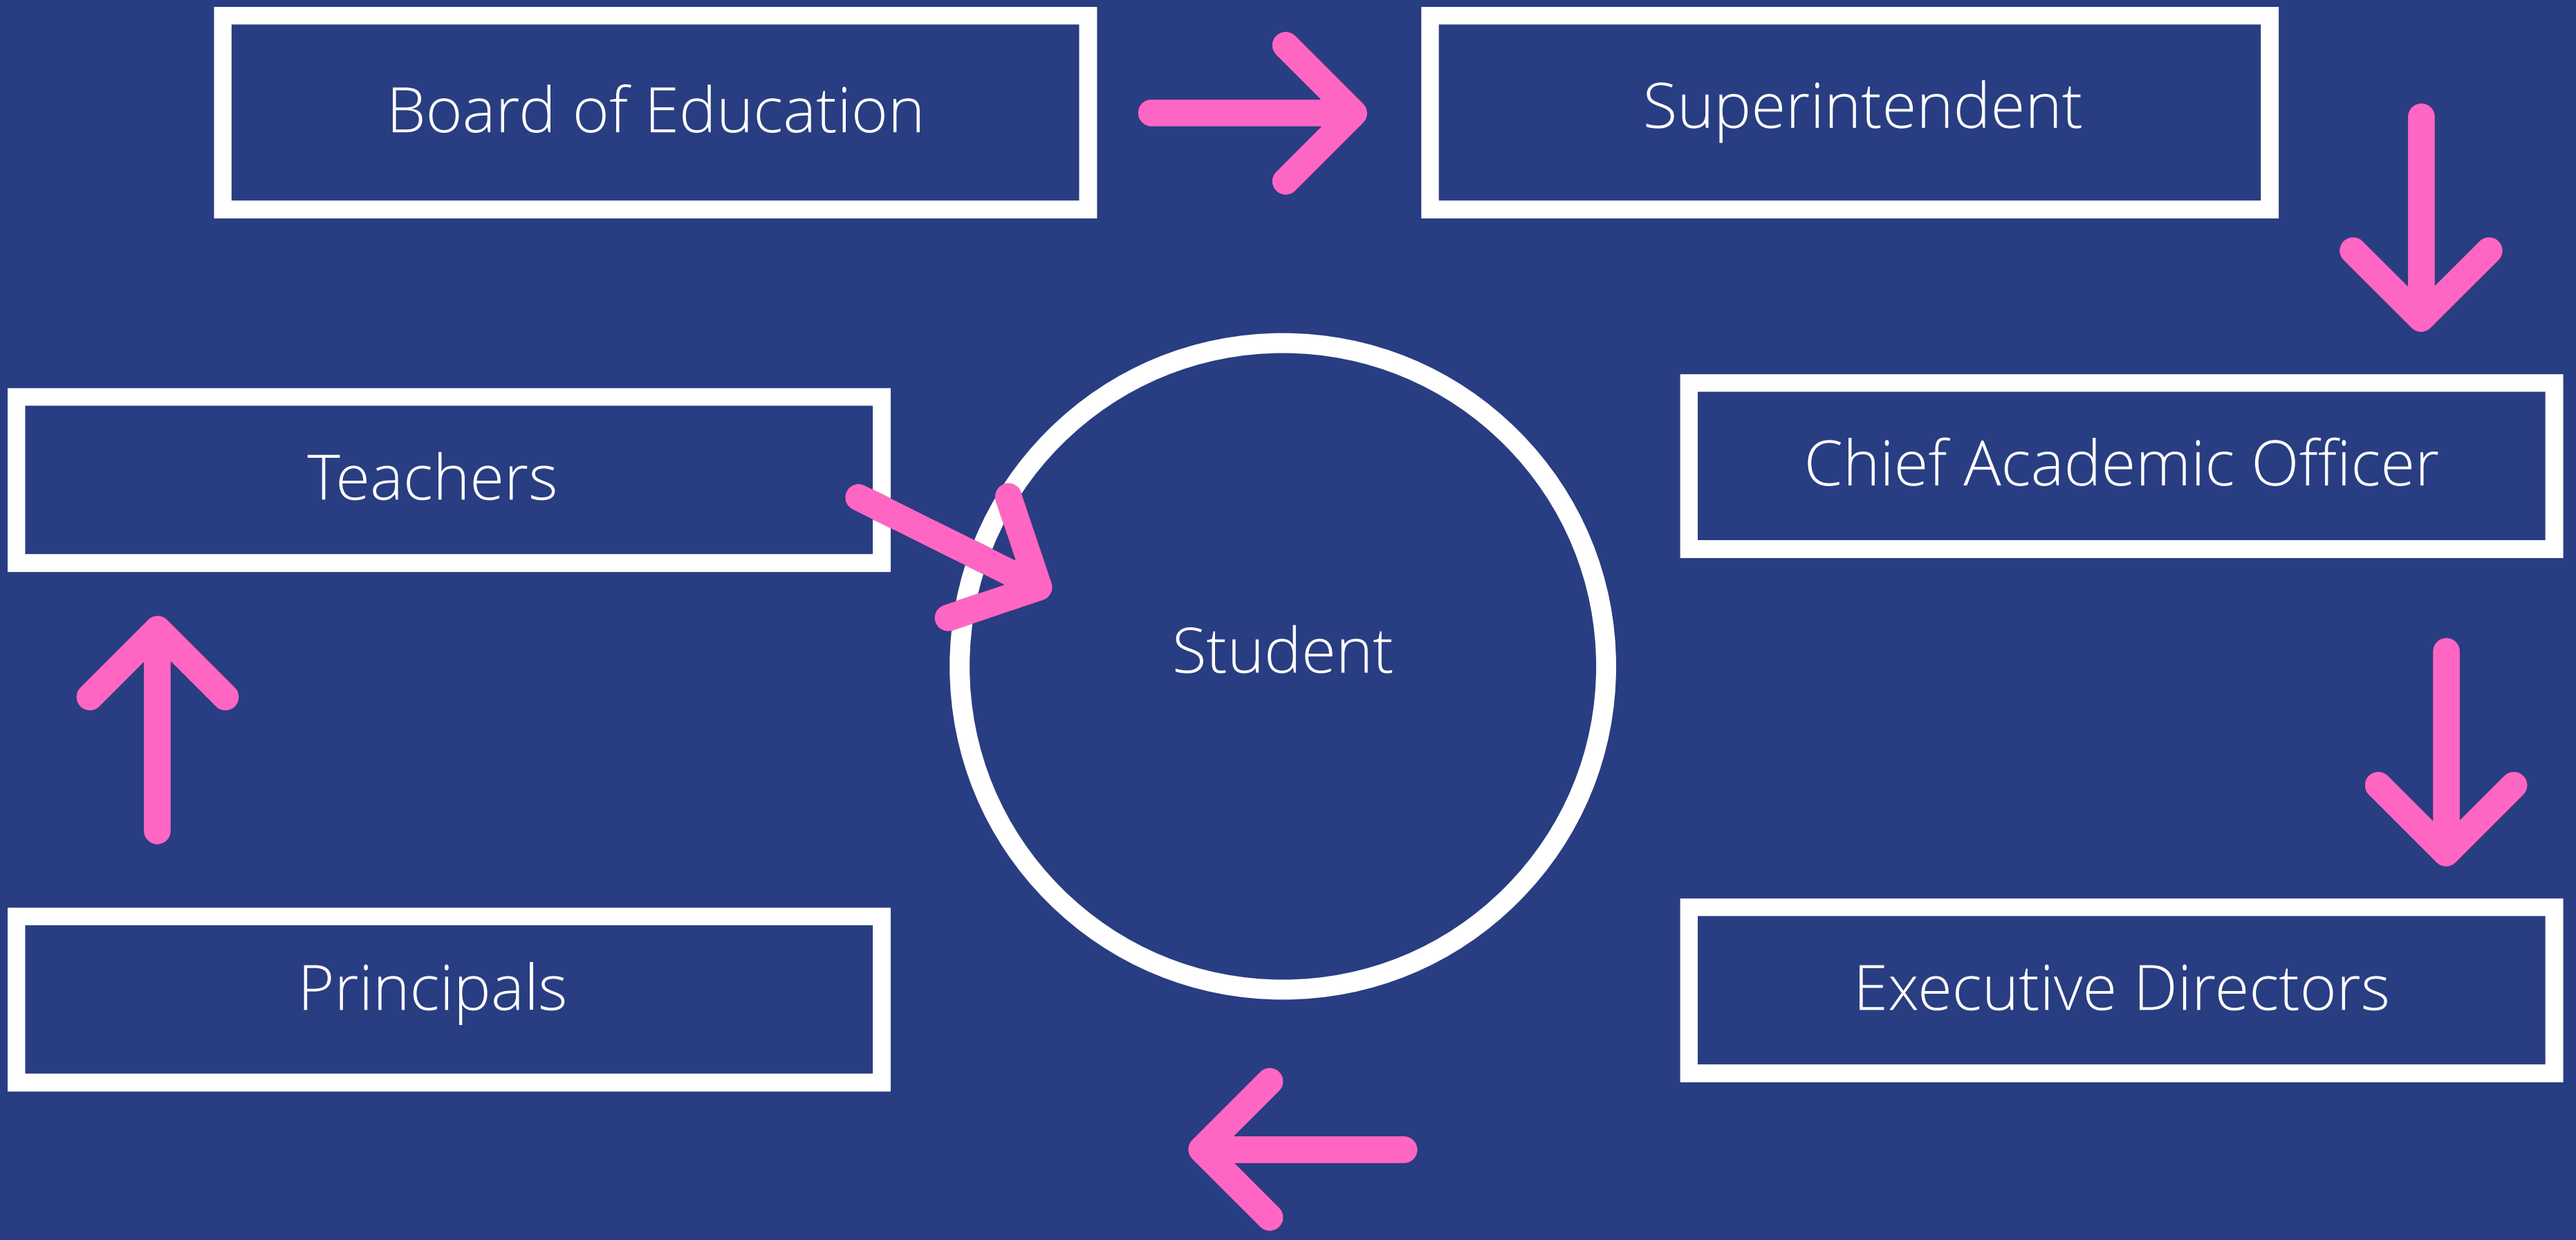 Board of Education
Superintendent
Teachers
Chief Academic Officer
Student
Principals
Executive Directors